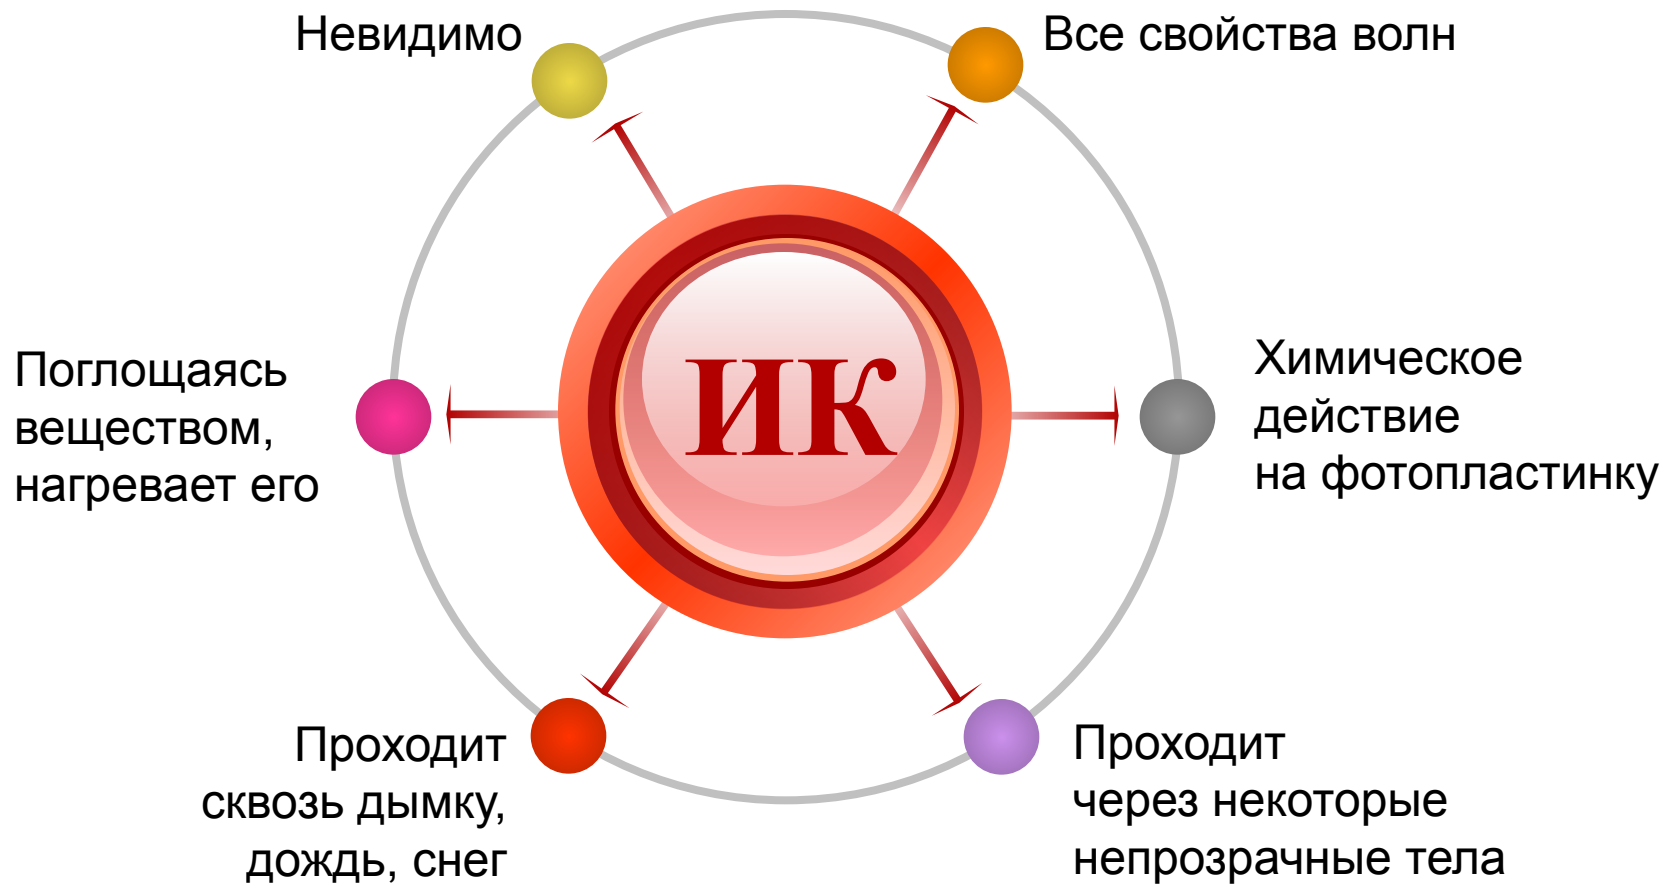 Невидимо
Все свойства волн
Поглощаясь
веществом,
нагревает его
ИК
Химическое
действие
на фотопластинку
Проходит
сквозь дымку,
дождь, снег
Проходит
через некоторые
непрозрачные тела